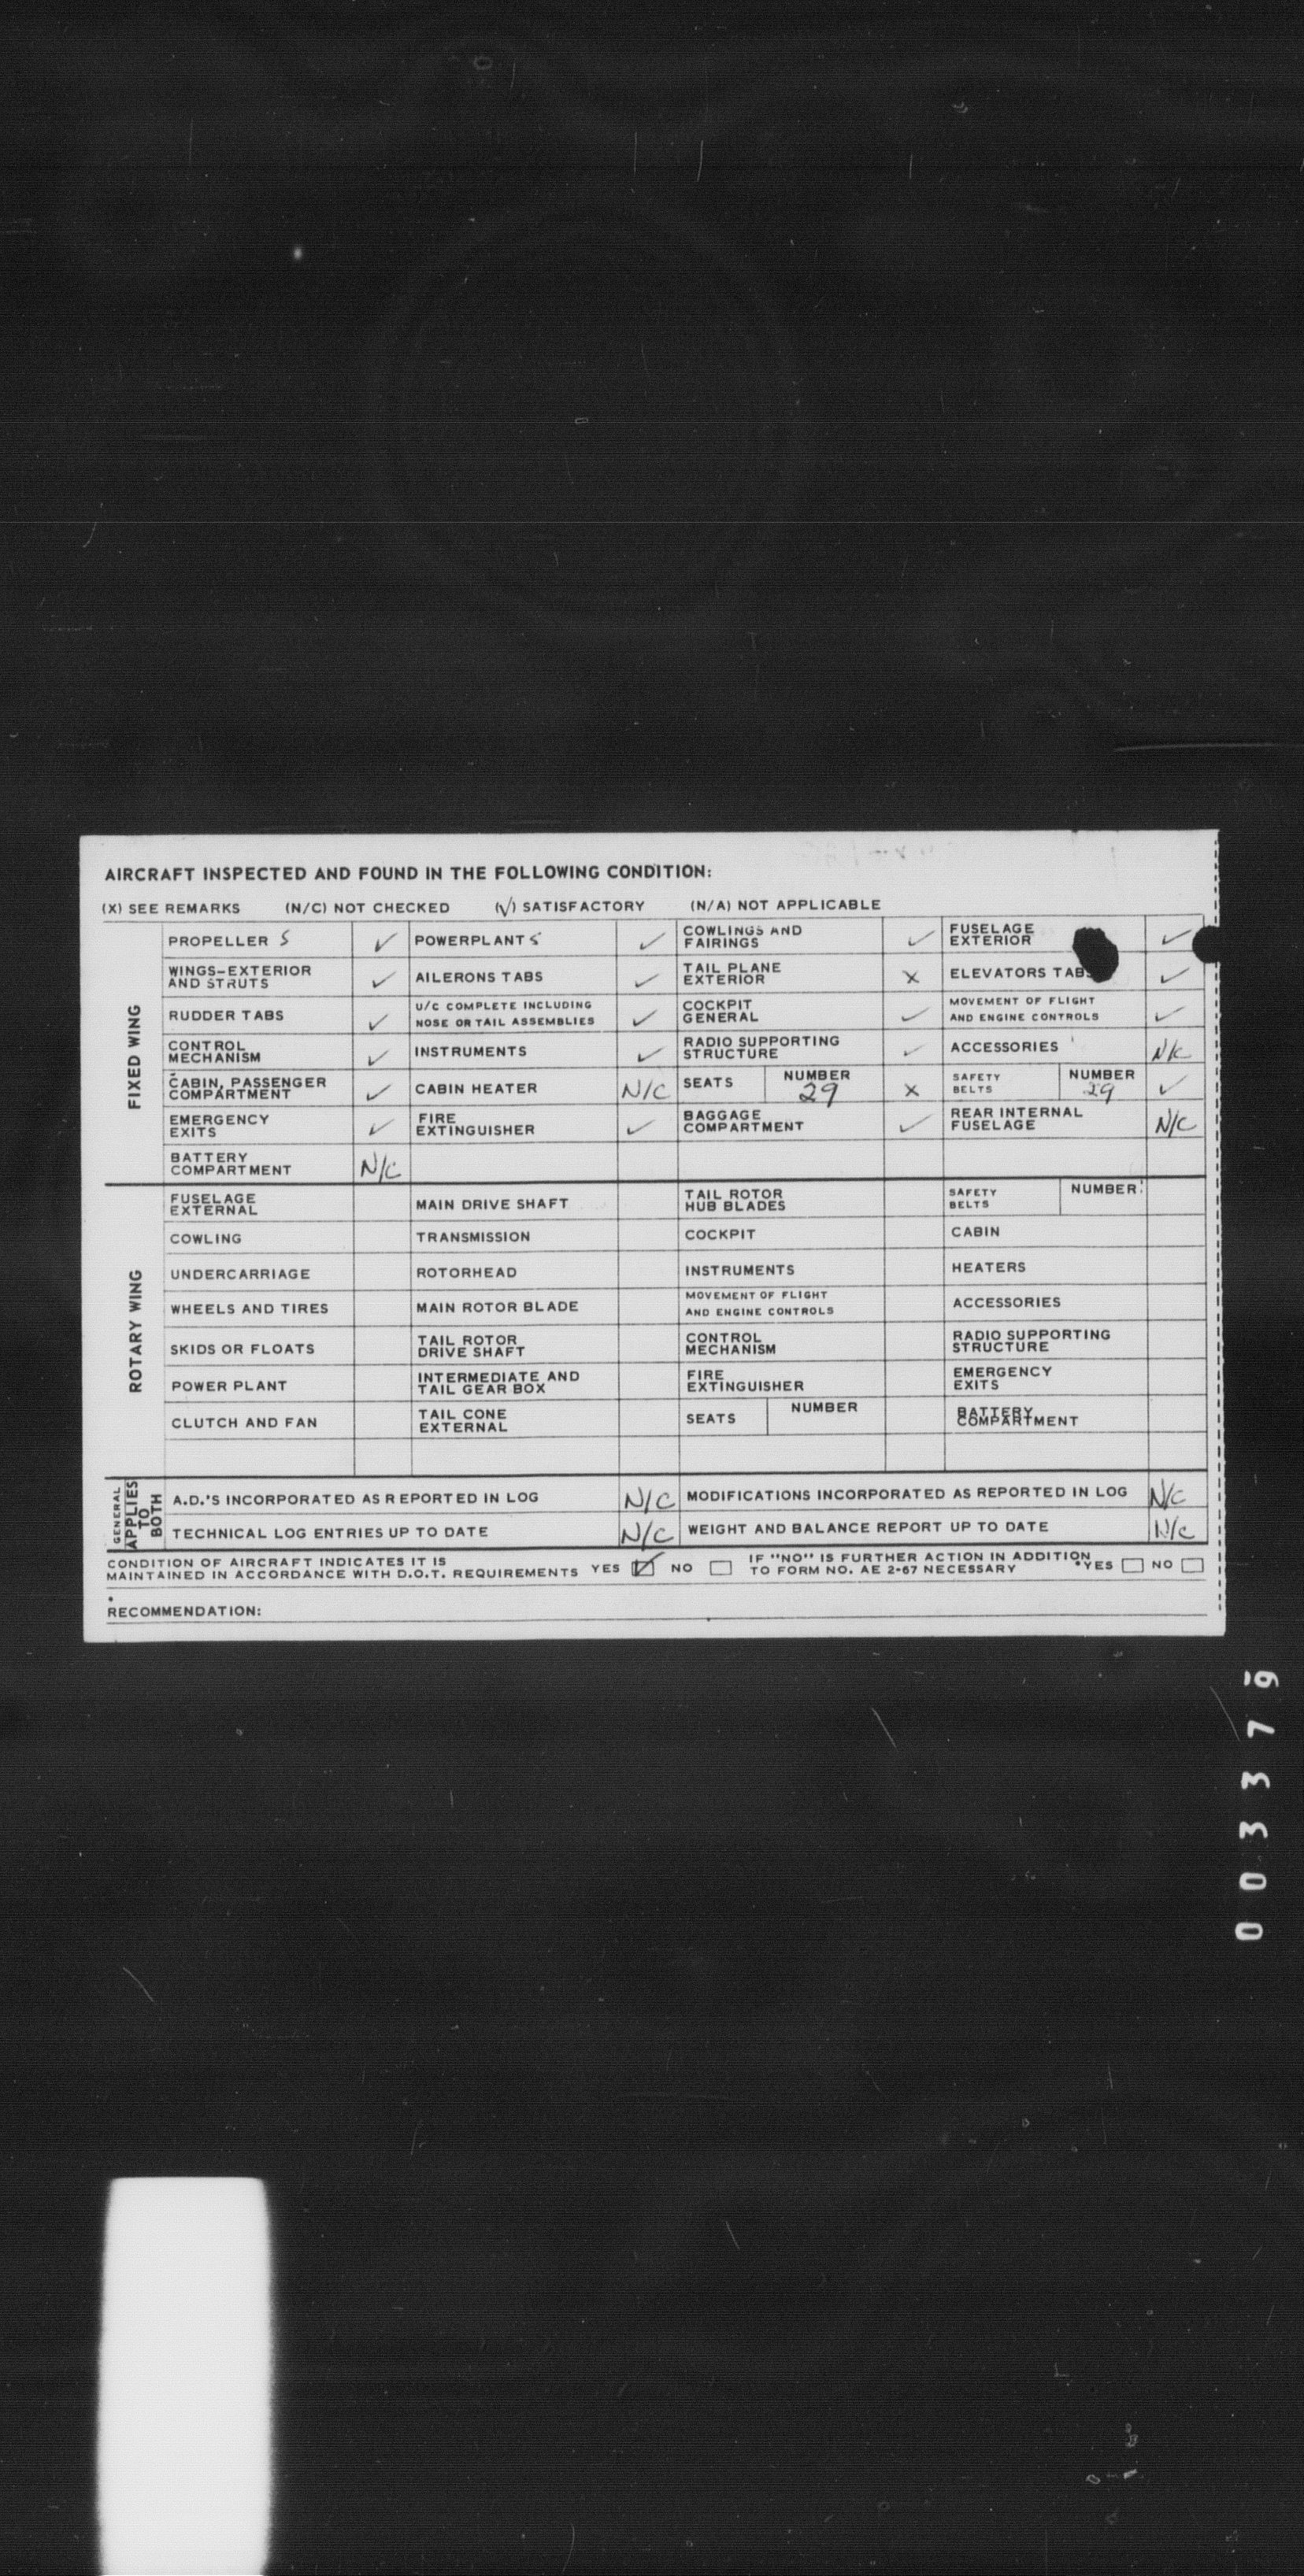 AIRCRAFT INSPECTED AND FOUND IN THE FOLLOWING CONDITION:
(X) SEE REMARKS (N/C) NOT CHECKED (√) SATISFACTORY (N/A) NOT APPLICABLE
FIXED WING
PROPELLER S ✓ POWERPLANT S ✓ COWLINGS AND FAIRINGS ✓ FUSELAGE EXTERIOR ✓
WINGS-EXTERIOR AND STRUTS ✓ AILERONS TABS ✓ TAIL PLANE EXTERIOR X ELEVATORS TABS ✓
RUDDER TABS ✓ U/C COMPLETE INCLUDING NOSE OR TAIL ASSEMBLIES ✓ COCKPIT GENERAL ✓ MOVEMENT OF FLIGHT AND ENGINE CONTROLS ✓
CONTROL MECHANISM ✓ INSTRUMENTS ✓ RADIO SUPPORTING STRUCTURE ✓ ACCESSORIES N/C
CABIN, PASSENGER COMPARTMENT ✓ CABIN HEATER N/C SEATS NUMBER 29 X SAFETY BELTS NUMBER 29 ✓
EMERGENCY EXITS ✓ FIRE EXTINGUISHER ✓ BAGGAGE COMPARTMENT ✓ REAR INTERNAL FUSELAGE N/C
BATTERY COMPARTMENT N/C
ROTARY WING
FUSELAGE EXTERNAL MAIN DRIVE SHAFT TAIL ROTOR HUB BLADES SAFETY BELTS NUMBER
COWLING TRANSMISSION COCKPIT CABIN
UNDERCARRIAGE ROTORHEAD INSTRUMENTS HEATERS
WHEELS AND TIRES MAIN ROTOR BLADE MOVEMENT OF FLIGHT AND ENGINE CONTROLS ACCESSORIES
SKIDS OR FLOATS TAIL ROTOR DRIVE SHAFT CONTROL MECHANISM RADIO SUPPORTING STRUCTURE
POWER PLANT INTERMEDIATE AND TAIL GEAR BOX FIRE EXTINGUISHER EMERGENCY EXITS
CLUTCH AND FAN TAIL CONE EXTERNAL SEATS NUMBER BATTERY COMPARTMENT
GENERAL APPLIES TO BOTH
A.D.'S INCORPORATED AS REPORTED IN LOG N/C MODIFICATIONS INCORPORATED AS REPORTED IN LOG N/C
TECHNICAL LOG ENTRIES UP TO DATE N/C WEIGHT AND BALANCE REPORT UP TO DATE N/C
CONDITION OF AIRCRAFT INDICATES IT IS MAINTAINED IN ACCORDANCE WITH D.O.T. REQUIREMENTS YES ☑ NO ☐ IF "NO" IS FURTHER ACTION IN ADDITION TO FORM NO. AE 2-67 NECESSARY *YES ☐ NO ☐
* RECOMMENDATION:
003379